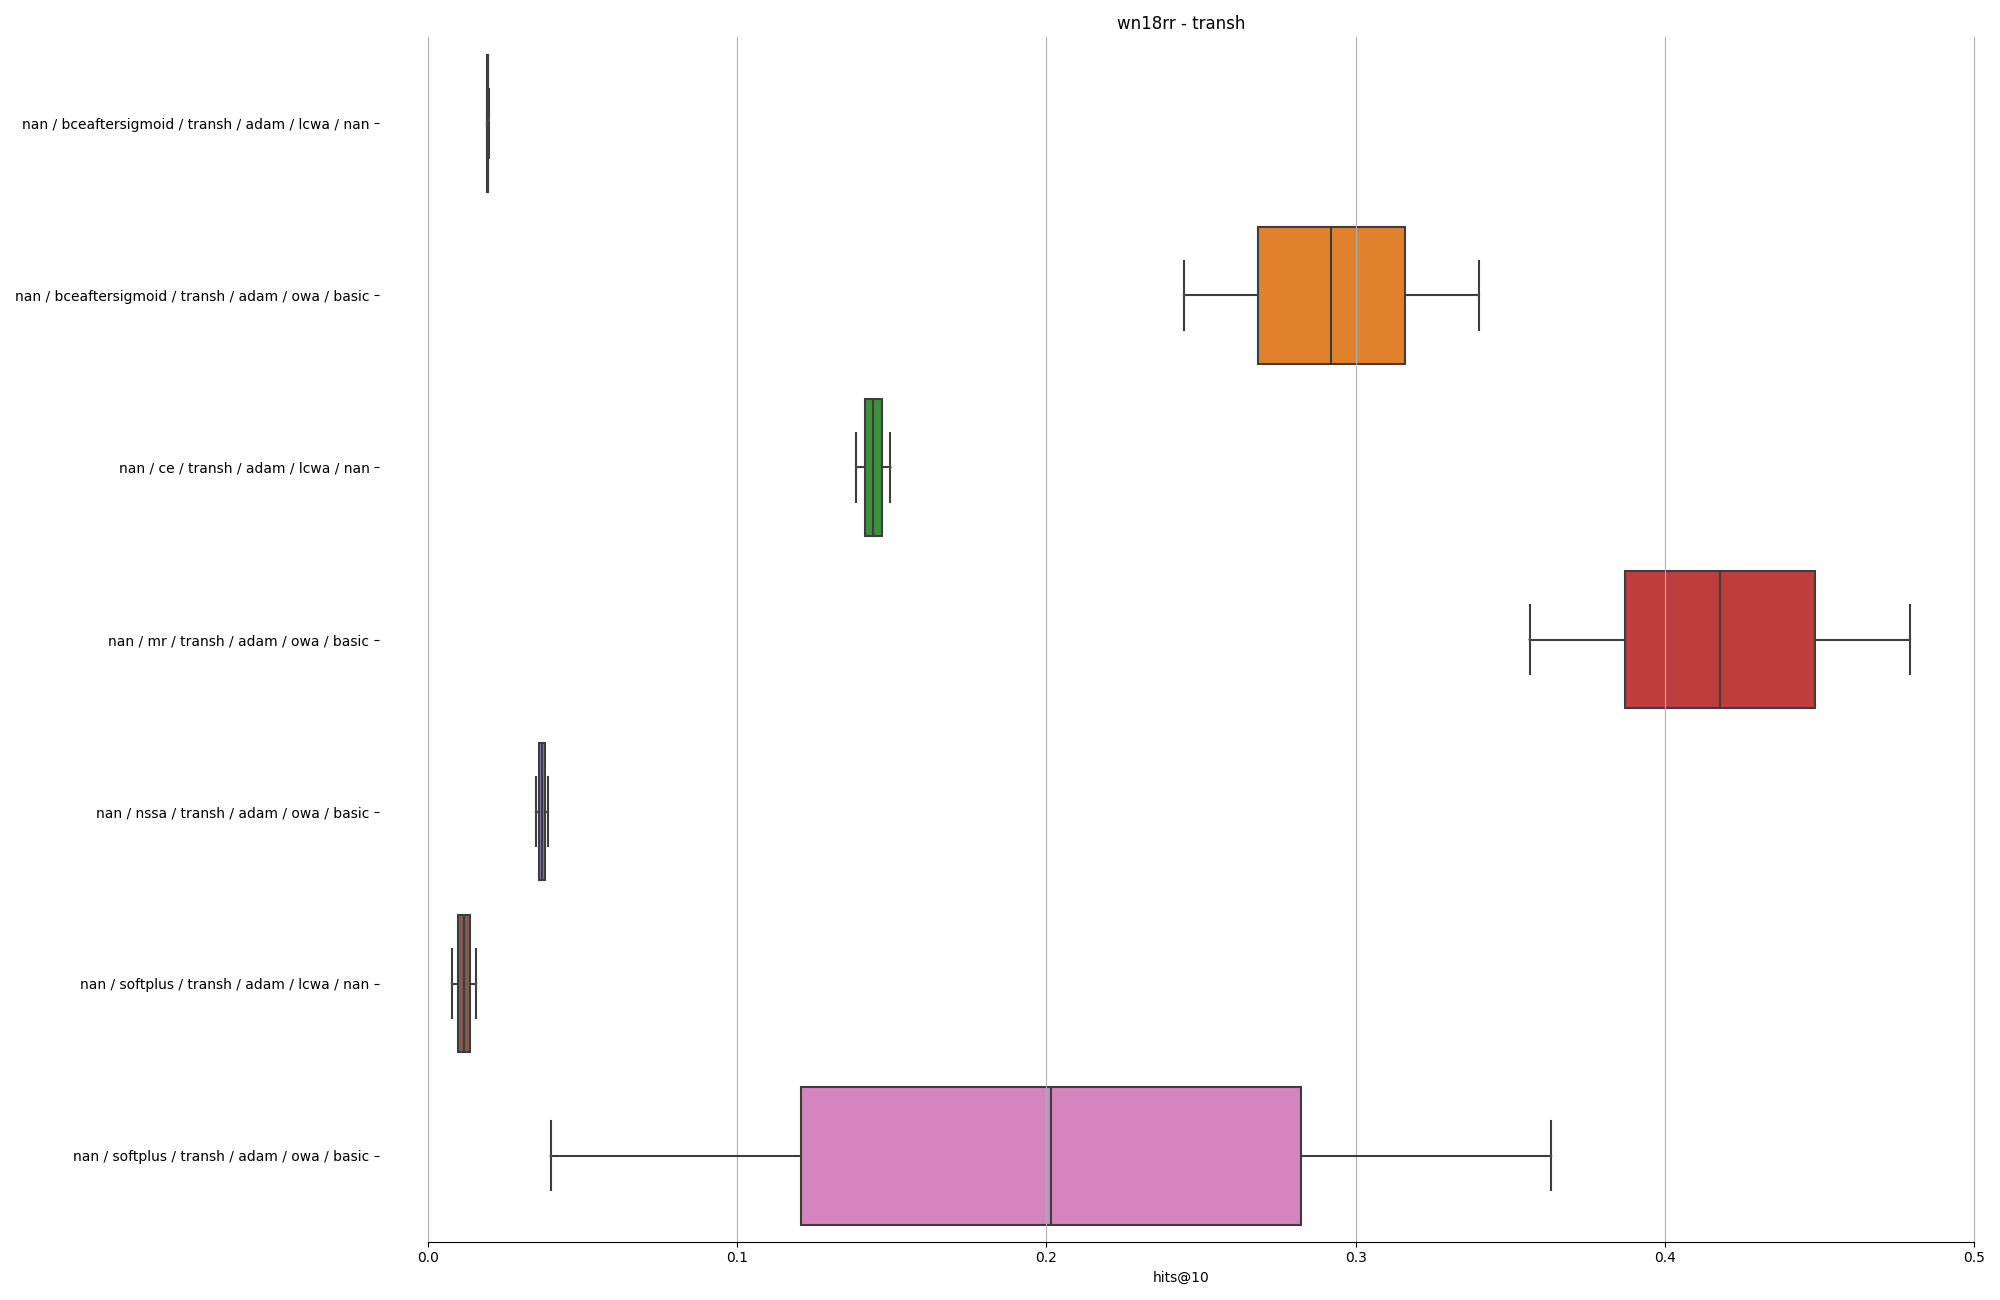 wn18rr - transh
nan / bceaftersigmoid / transh / adam / lcwa / nan
nan / bceaftersigmoid / transh / adam / owa / basic
nan / ce / transh / adam / lcwa / nan
nan / mr / transh / adam / owa / basic
nan / nssa / transh / adam / owa / basic
nan / softplus / transh / adam / lcwa / nan
nan / softplus / transh / adam / owa / basic
0.0 0.1 0.2 0.3 0.4 0.5
hits@10